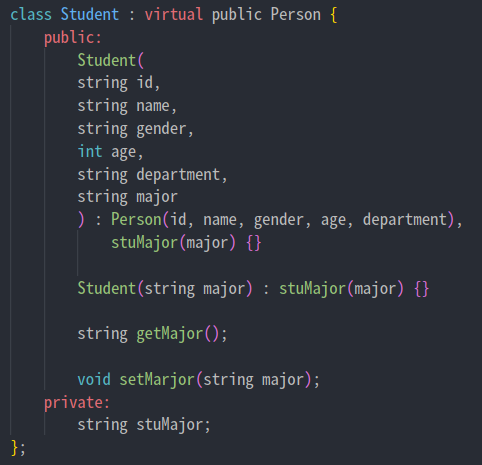 class Student : virtual public Person {
    public:
        Student(
        string id,
        string name,
        string gender,
        int age,
        string department,
        string major
        ) : Person(id, name, gender, age, department),
            stuMajor(major) {}

        Student(string major) : stuMajor(major) {}

        string getMajor();

        void setMarjor(string major);
    private:
        string stuMajor;
};